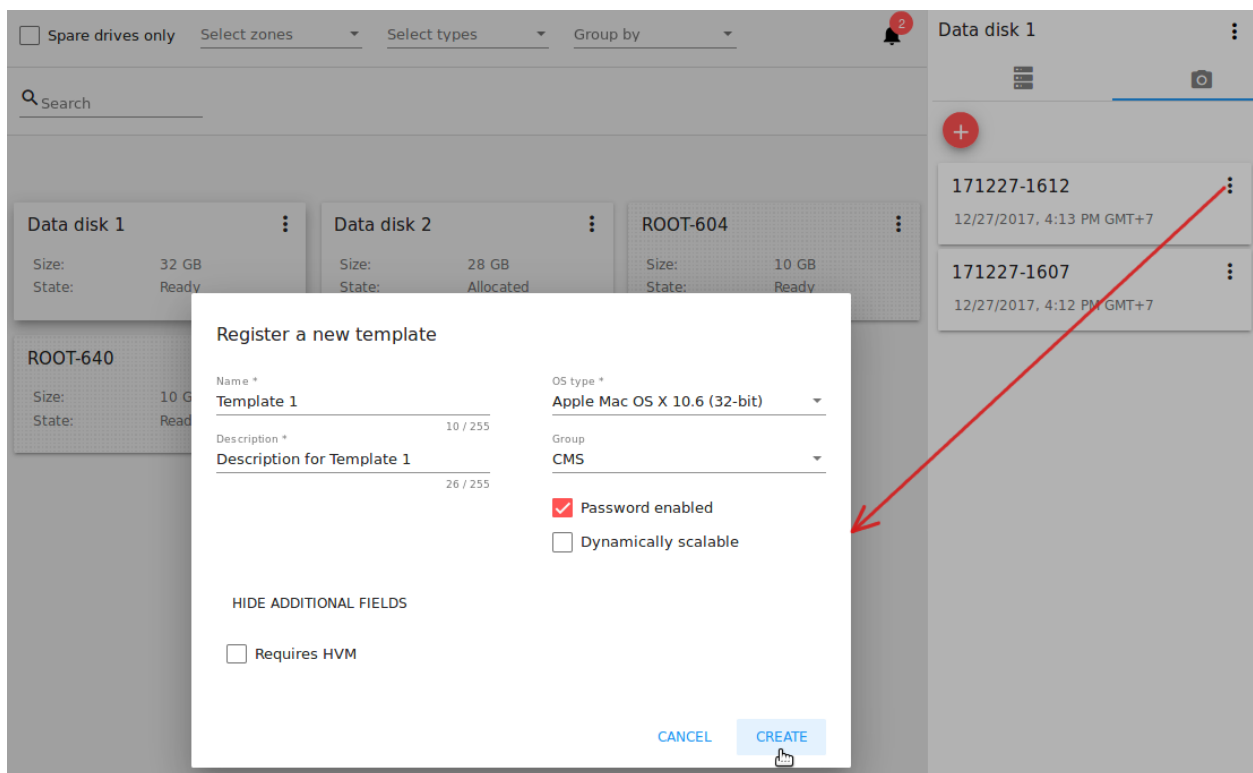 Spare drives only Select zones Select types Group by 2
Search
Data disk 1
Size: 32 GB
State: Ready
Data disk 2
Size: 28 GB
State: Allocated
ROOT-604
Size: 10 GB
State: Ready
ROOT-640
Size: 10 G
State: Read
Data disk 1
+
171227-1612
12/27/2017, 4:13 PM GMT+7
171227-1607
12/27/2017, 4:12 PM GMT+7
Register a new template
Name *
Template 1
10 / 255
Description *
Description for Template 1
26 / 255
OS type *
Apple Mac OS X 10.6 (32-bit)
Group
CMS
Password enabled
Dynamically scalable
HIDE ADDITIONAL FIELDS
Requires HVM
CANCEL CREATE